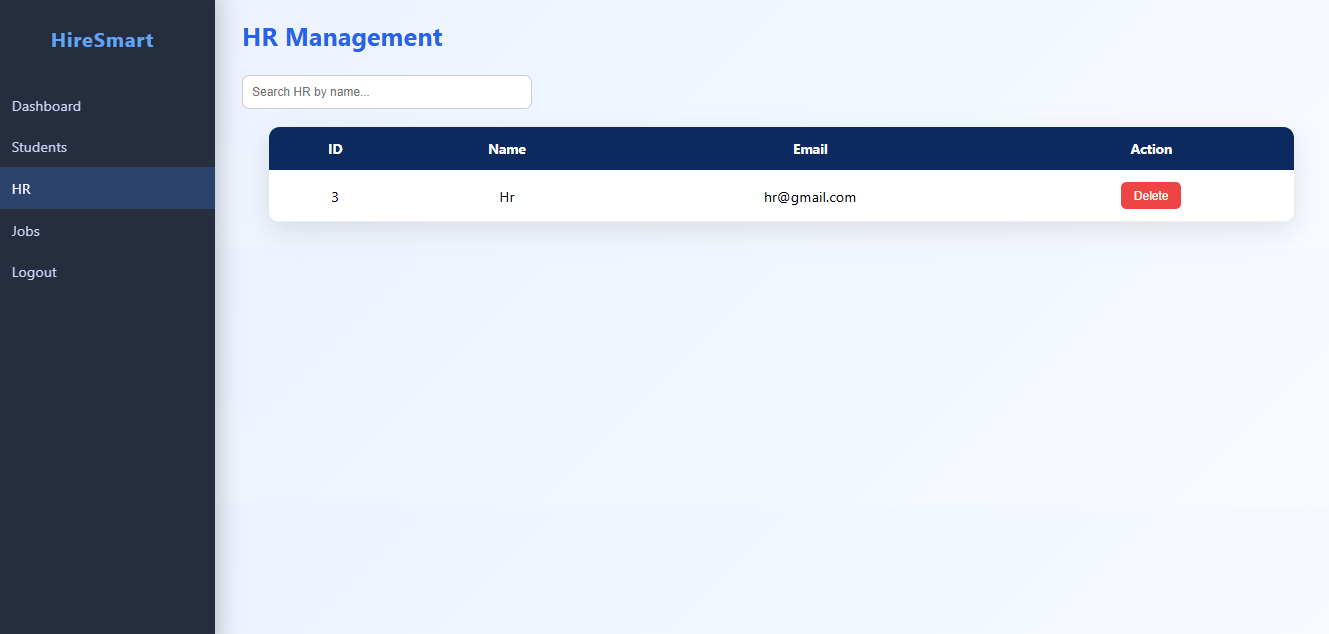 HireSmart
Dashboard
Students
HR
Jobs
Logout
HR Management
Search HR by name...
ID Name Email Action
3 Hr hr@gmail.com Delete